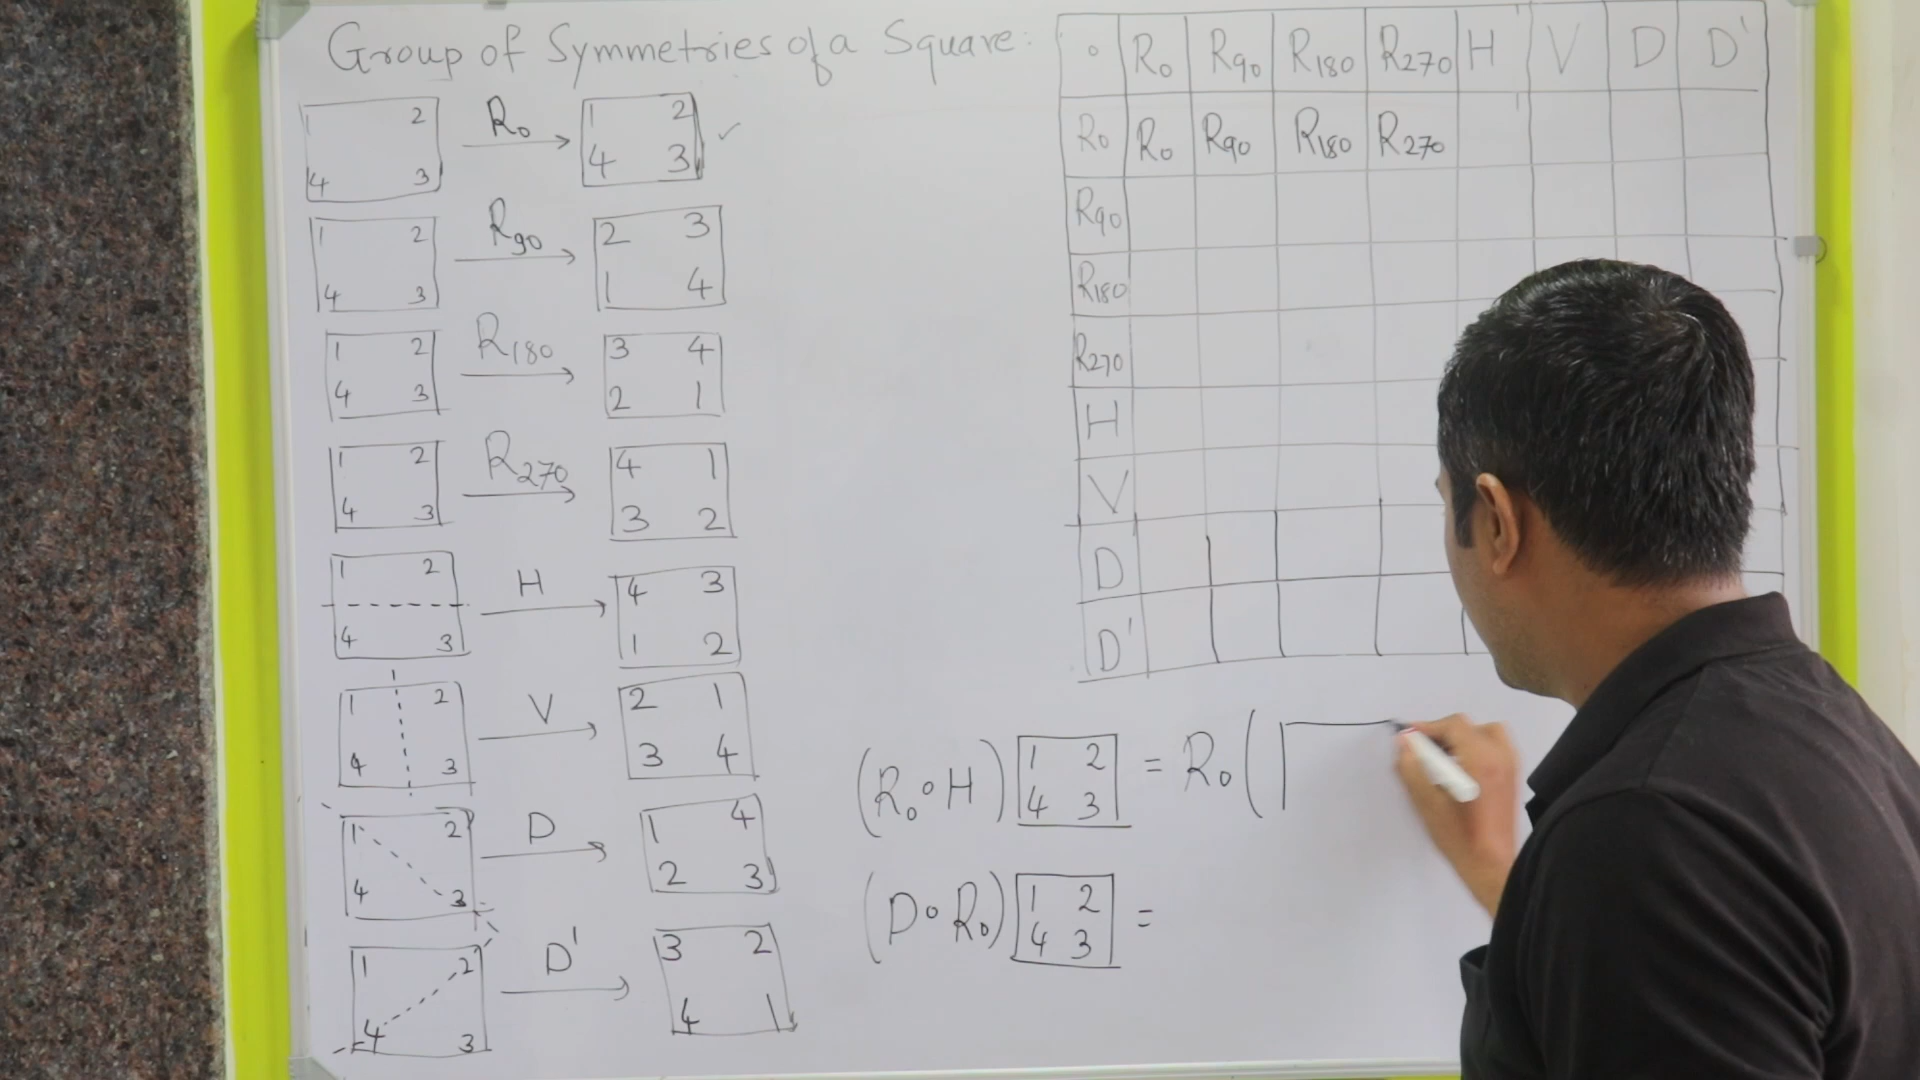 Group of Symmetries of a Square:
1 2 R₀ 1 2 ✓
4 3 → 4 3
1 2 R₉₀ 2 3
4 3 → 1 4
1 2 R₁₈₀ 3 4
4 3 → 2 1
1 2 R₂₇₀ 4 1
4 3 → 3 2
1 2 H 4 3
4 3 → 1 2
1 2 V 2 1
4 3 → 3 4
1 2 D 1 4
4 3 → 2 3
1 2 D' 3 2
4 3 → 4 1
∘ R₀ R₉₀ R₁₈₀ R₂₇₀ H V D D'
R₀ R₀ R₉₀ R₁₈₀ R₂₇₀
R₉₀
R₁₈₀
R₂₇₀
H
V
D
D'
(R₀∘H) 1 2 = R₀(
4 3
(D∘R₀) 1 2 =
4 3